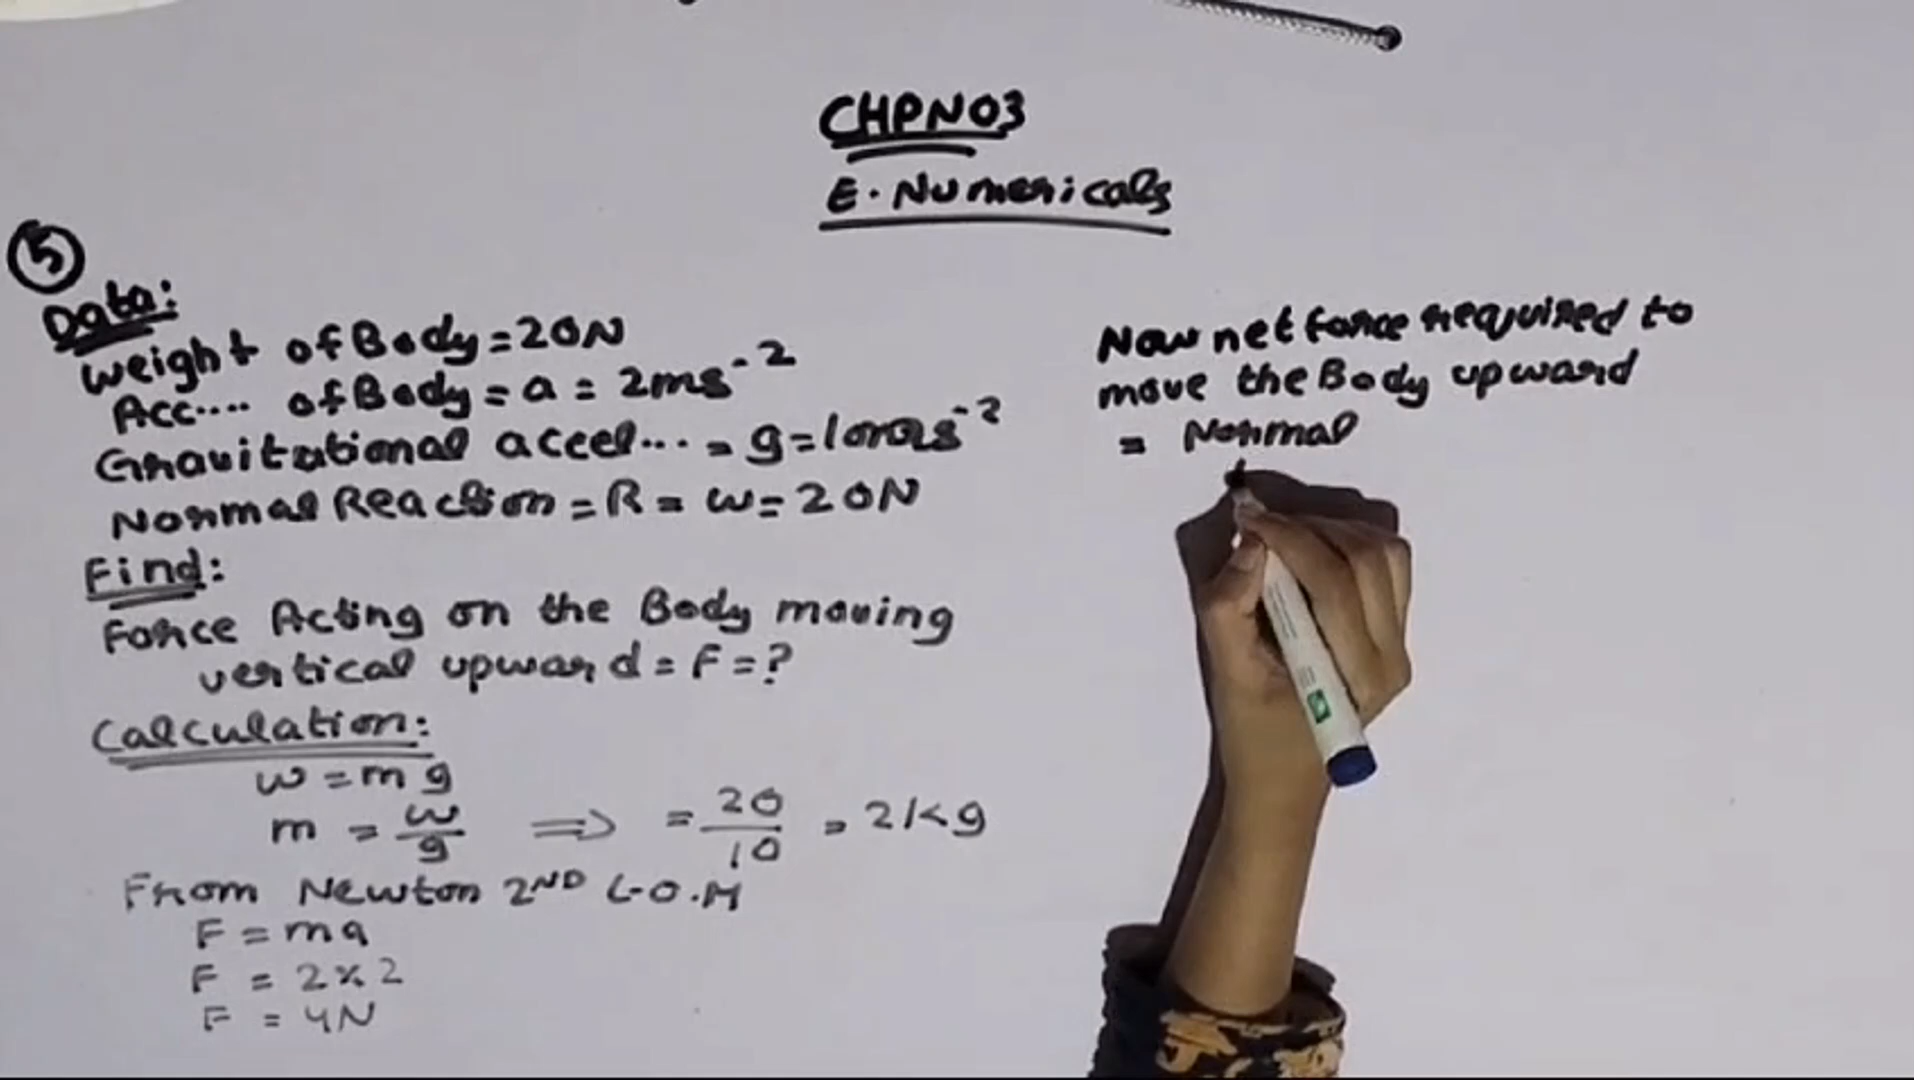 CHPNO3
E. Numericals
5
Data:
Weight of Body = 20N
Acc.... of Body = a = 2ms⁻²
Gravitational accel... = g = 10ms⁻²
Normal Reaction = R = w = 20N
Find:
Force Acting on the Body moving
vertical upward = F = ?
Calculation:
w = mg
m = w/g ⇒ = 20/10 = 2Kg
From Newton 2ND L.O.M
F = ma
F = 2×2
F = 4N
Now net force required to
move the Body upward
= Normal